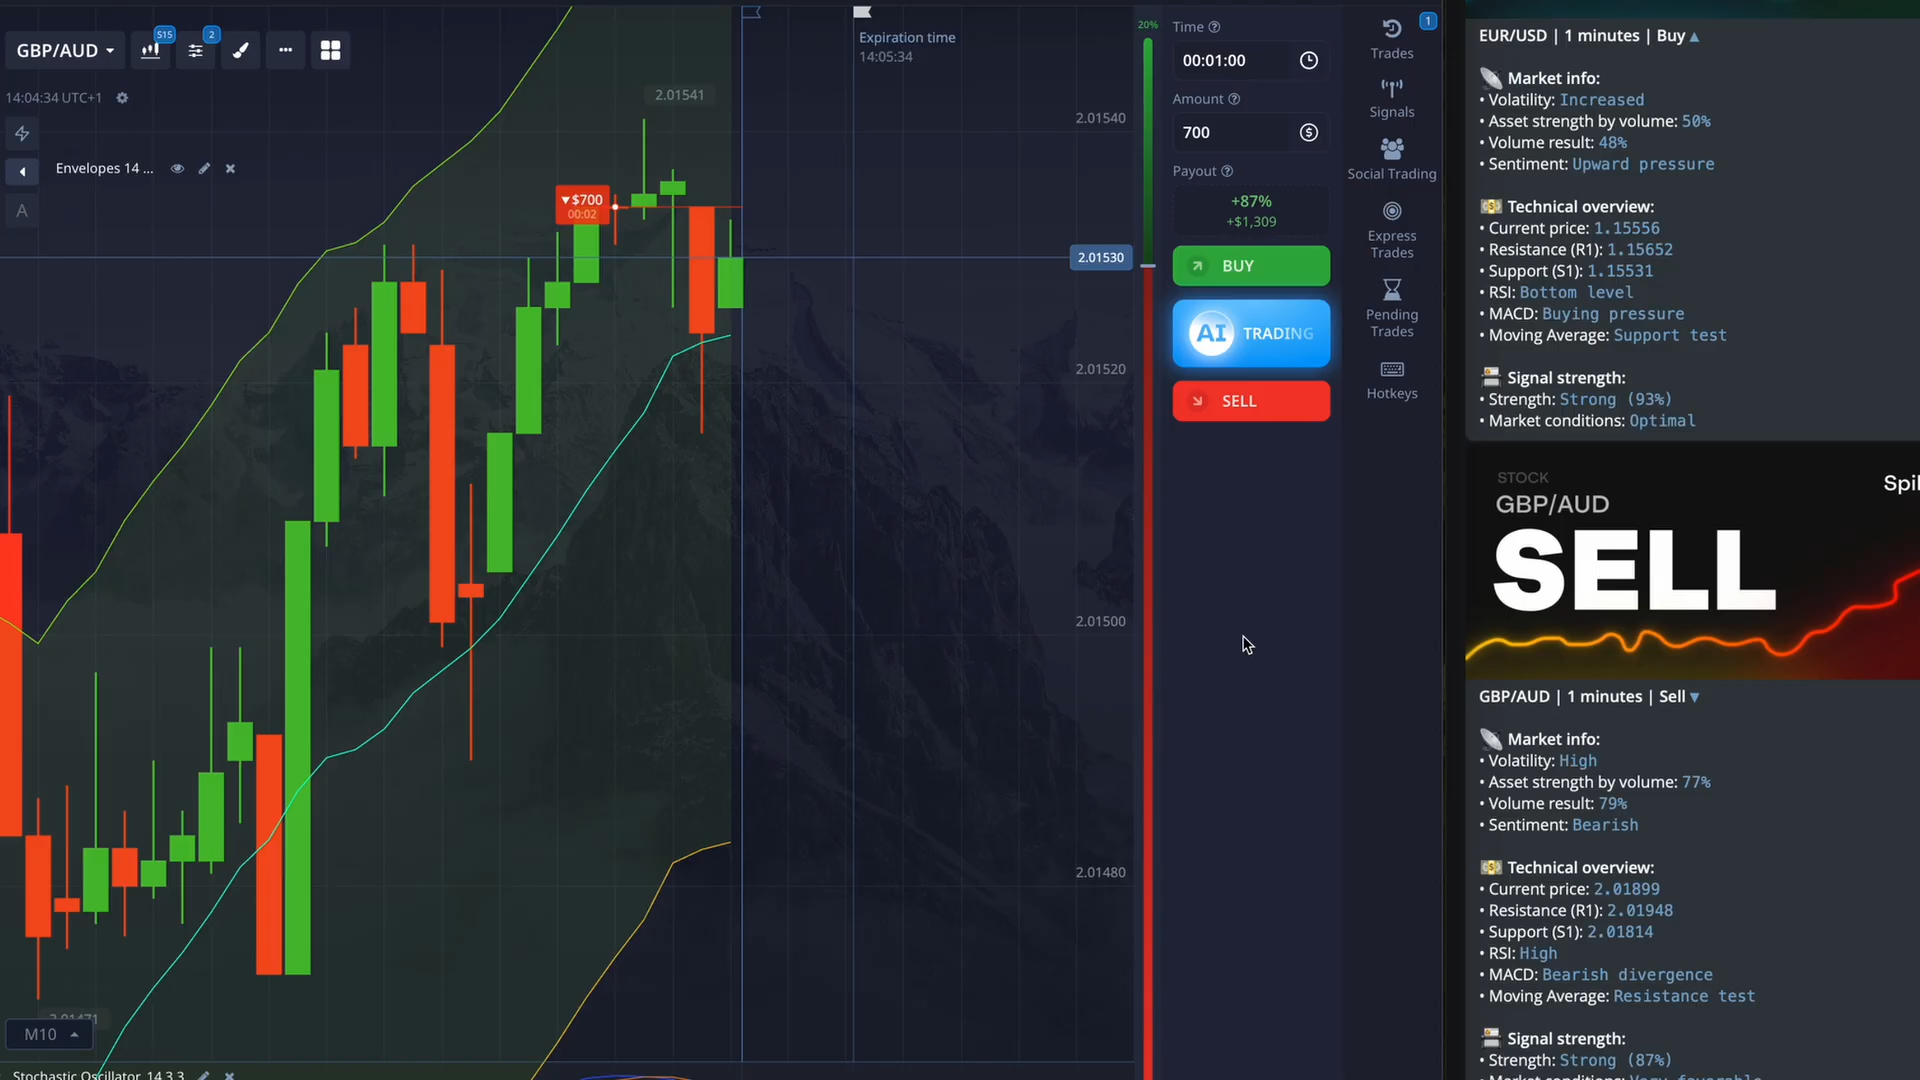 GBP/AUD
515
2
14:04:34 UTC+1
Envelopes 14 ...
A
▼$700
00:02
2.01541
Expiration time
14:05:34
2.01540
2.01530
2.01520
2.01500
2.01480
M10
Stochastic Oscillator 14 3 3
20%
Time
00:01:00
Amount
700
Payout
+87%
+$1,309
BUY
AI TRADING
SELL
1
Trades
Signals
Social Trading
Express
Trades
Pending
Trades
Hotkeys
EUR/USD | 1 minutes | Buy ▲
Market info:
• Volatility: Increased
• Asset strength by volume: 50%
• Volume result: 48%
• Sentiment: Upward pressure
Technical overview:
• Current price: 1.15556
• Resistance (R1): 1.15652
• Support (S1): 1.15531
• RSI: Bottom level
• MACD: Buying pressure
• Moving Average: Support test
Signal strength:
• Strength: Strong (93%)
• Market conditions: Optimal
STOCK
GBP/AUD
SELL
GBP/AUD | 1 minutes | Sell ▼
Market info:
• Volatility: High
• Asset strength by volume: 77%
• Volume result: 79%
• Sentiment: Bearish
Technical overview:
• Current price: 2.01899
• Resistance (R1): 2.01948
• Support (S1): 2.01814
• RSI: High
• MACD: Bearish divergence
• Moving Average: Resistance test
Signal strength:
• Strength: Strong (87%)